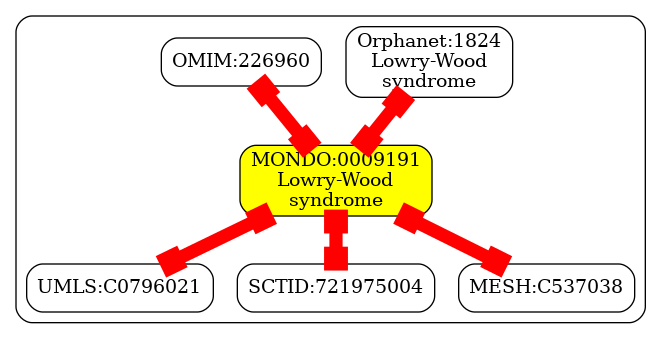 OMIM:226960
Orphanet:1824
Lowry-Wood
syndrome
MONDO:0009191
Lowry-Wood
syndrome
UMLS:C0796021
SCTID:721975004
MESH:C537038